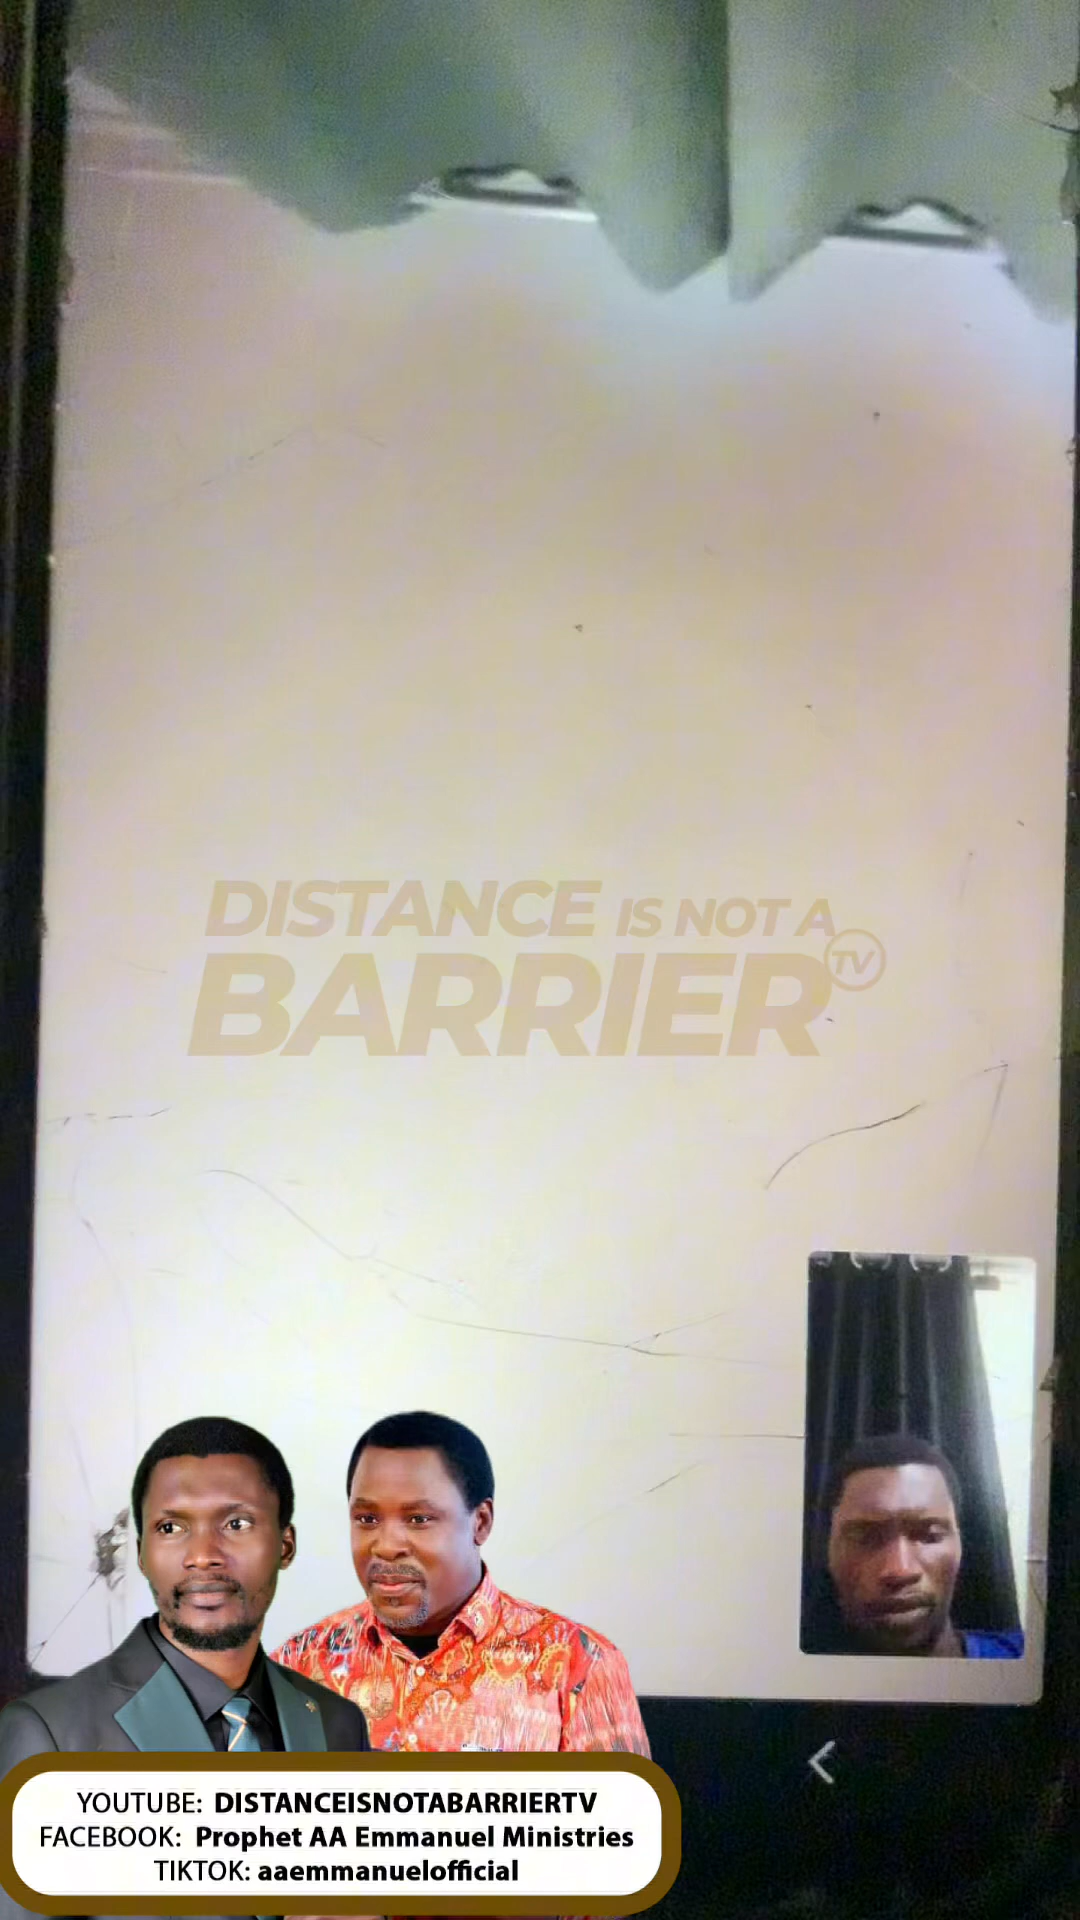 DISTANCE IS NOT A
BARRIER TV
YOUTUBE: DISTANCEISNOTABARRIERTV
FACEBOOK: Prophet AA Emmanuel Ministries
TIKTOK: aaemmanuelofficial